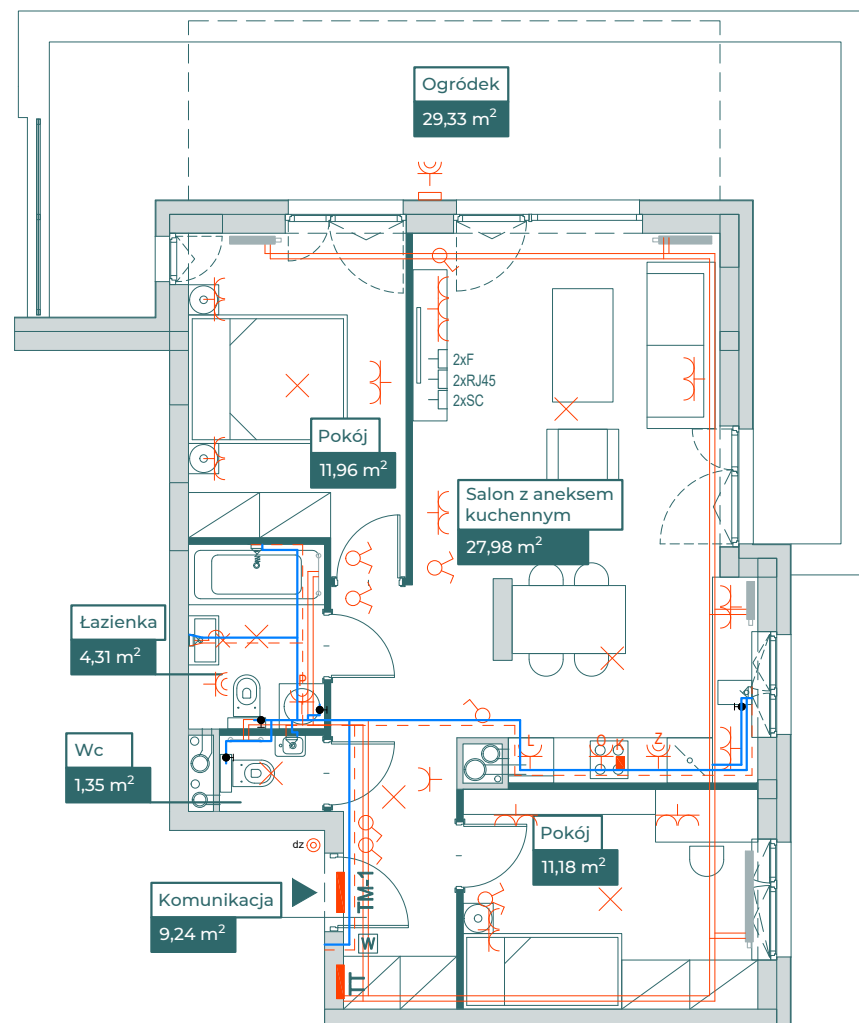 Ogródek
29,33 m²
2xF
2xRJ45
2xSC
Pokój
11,96 m²
Salon z aneksem
kuchennym
27,98 m²
Łazienka
4,31 m²
P
Wc
1,35 m²
L
O
K
Z
dz
Pokój
11,18 m²
TM-1
Komunikacja
9,24 m²
W
TT